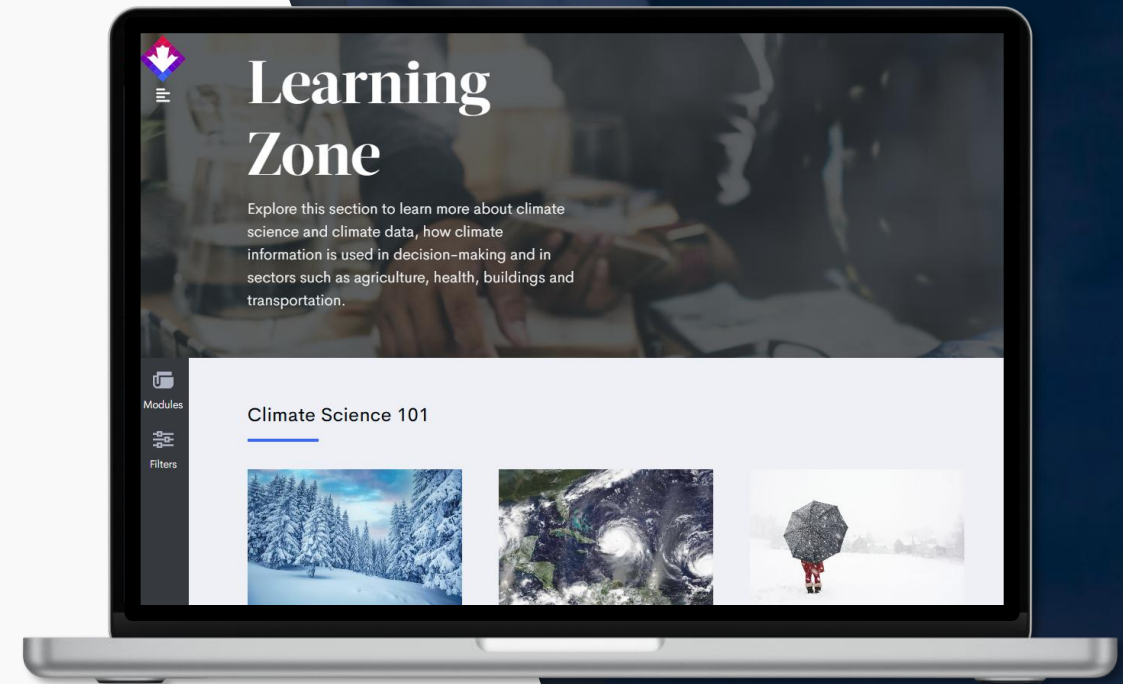 Learning
Zone
Explore this section to learn more about climate
science and climate data, how climate
information is used in decision-making and in
sectors such as agriculture, health, buildings and
transportation.
Modules
Filters
Climate Science 101